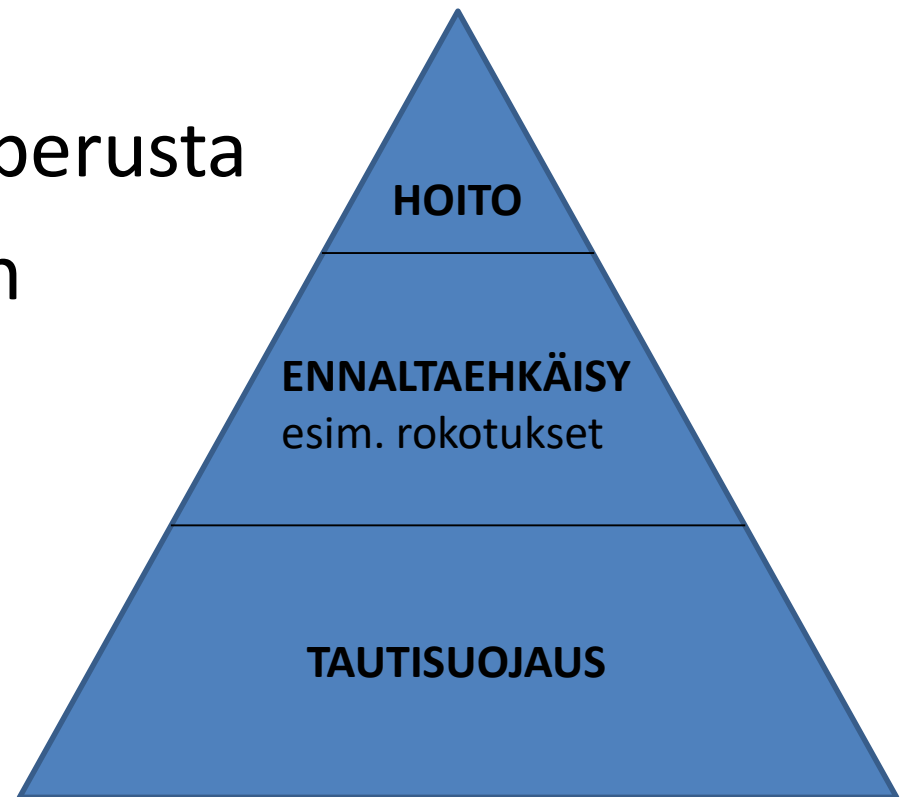 perusta
n
HOITO
ENNALTAEHKÄISY
esim. rokotukset
TAUTISUOJAUS